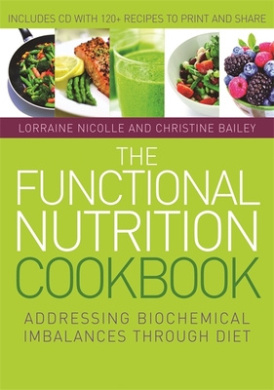 INCLUDES CD WITH 120+ RECIPES TO PRINT AND SHARE
LORRAINE NICOLLE AND CHRISTINE BAILEY
THE
FUNCTIONAL
NUTRITION
COOKBOOK
ADDRESSING BIOCHEMICAL
IMBALANCES THROUGH DIET